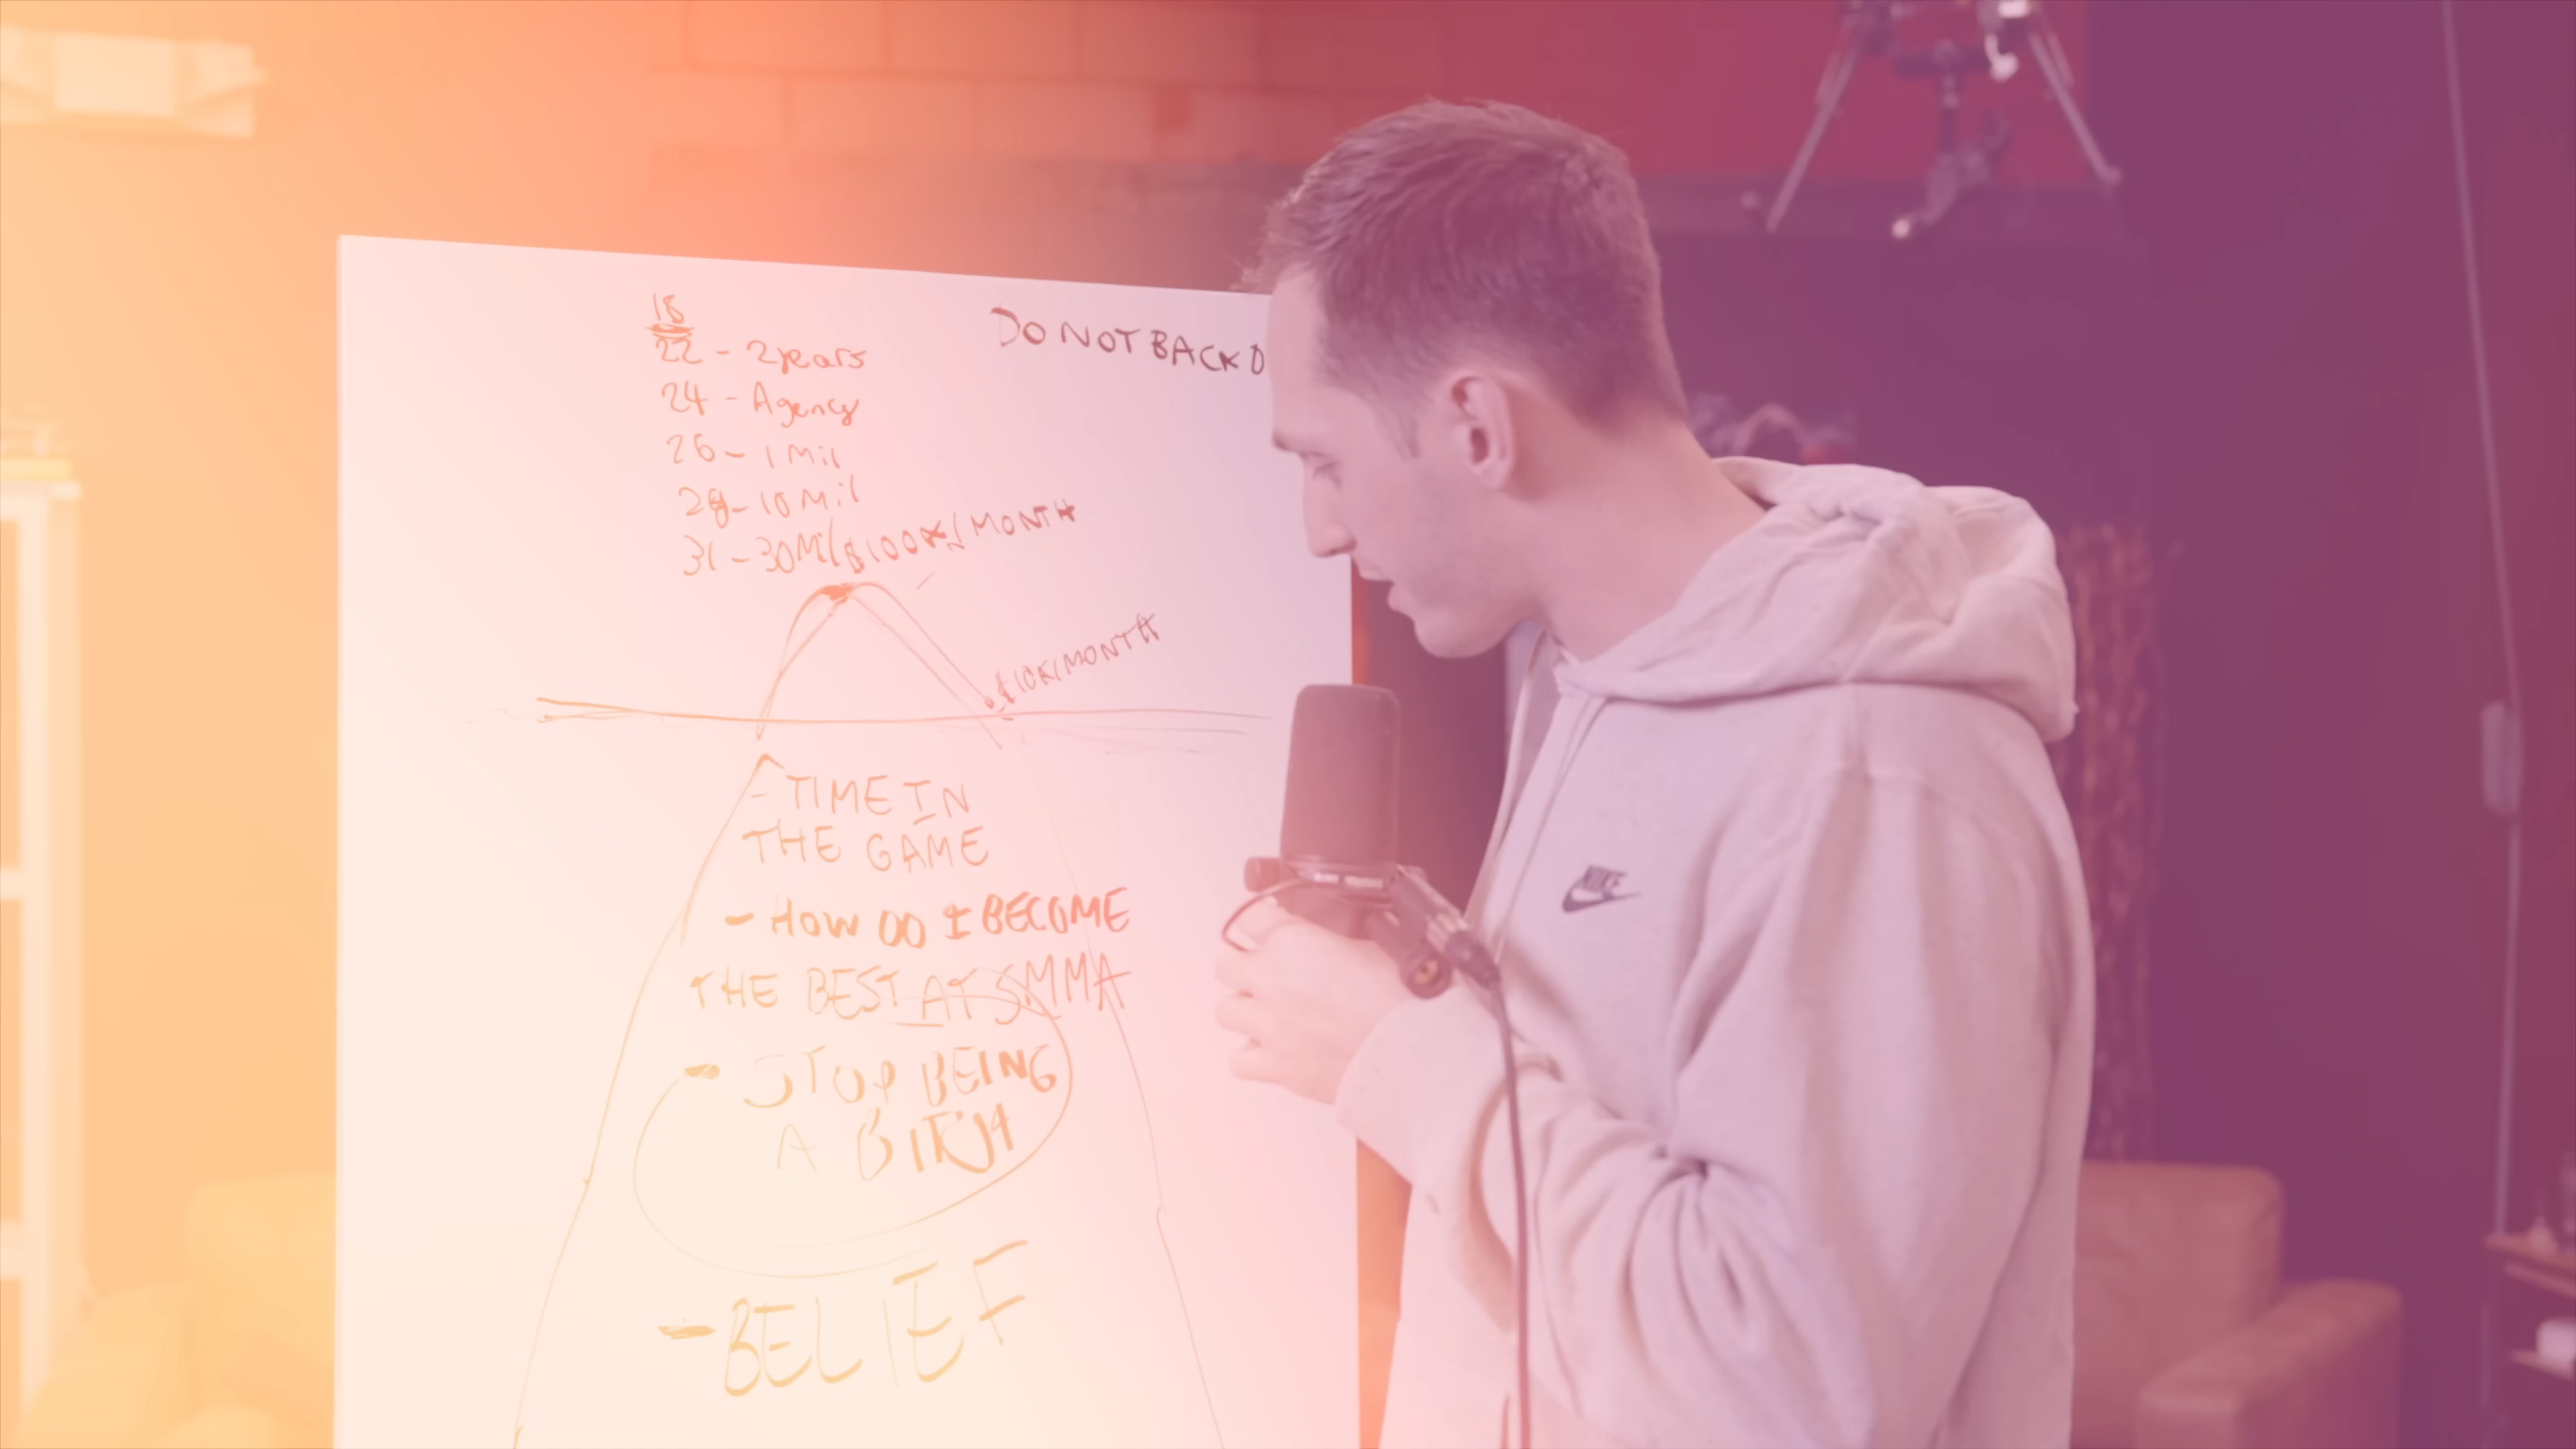 18
22 - 2years
24 - Agency
26 - 1 Mil
28 - 10 Mil
31 - 30Mil
$100K/MONTH
DO NOT BACK D
$10K/MONTH
- TIME IN
THE GAME
- HOW DO I BECOME
THE BEST AT SMMA
- STOP BEING
A BITCH
- BELIEF
NIKE